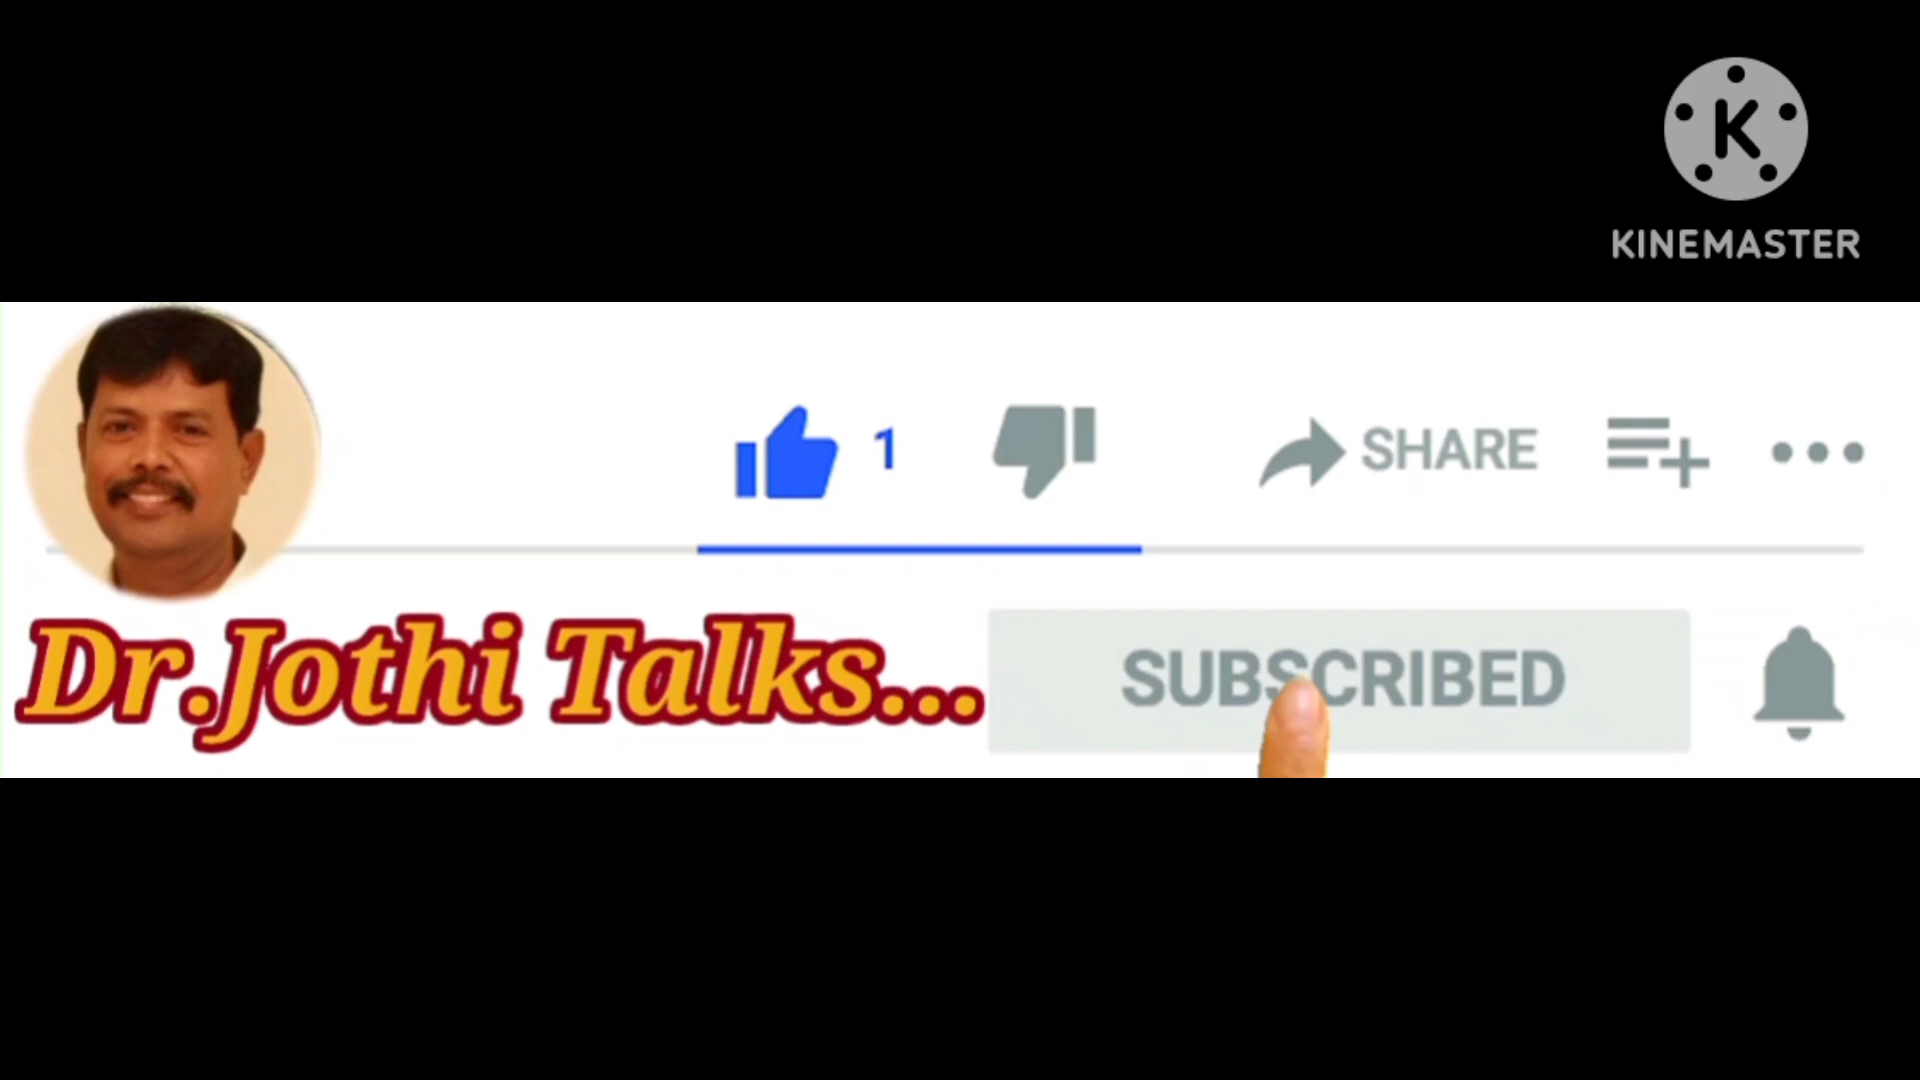 K
KINEMASTER
1
SHARE
Dr.Jothi Talks...
SUBSCRIBED